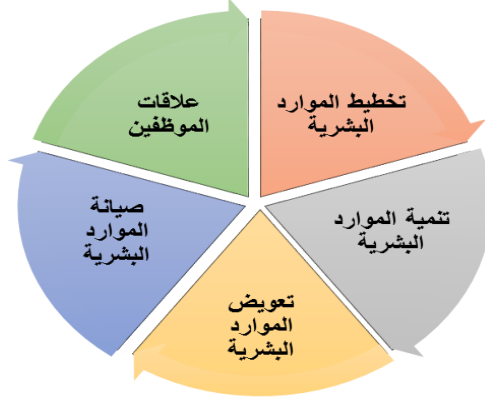 تخطيط الموارد
البشرية
تنمية الموارد
البشرية
تعويض
الموارد
البشرية
صيانة
الموارد
البشرية
علاقات
الموظفين